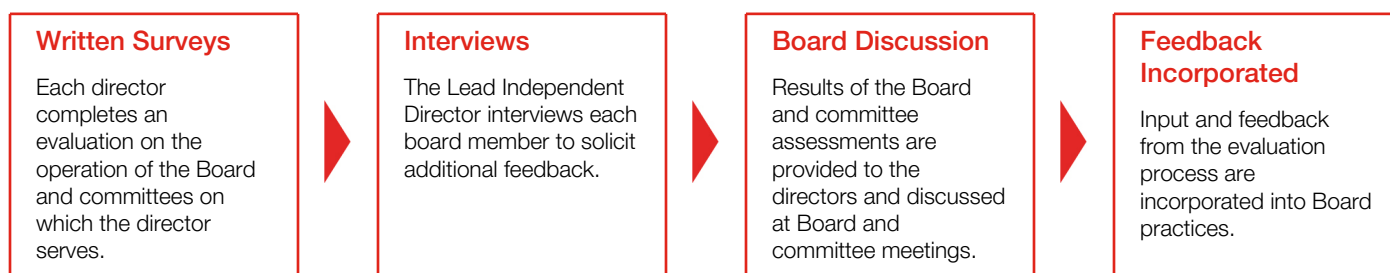 Written Surveys
Each director
completes an
evaluation on the
operation of the Board
and committees on
which the director
serves.
Interviews
The Lead Independent
Director interviews each
board member to solicit
additional feedback.
Board Discussion
Results of the Board
and committee
assessments are
provided to the
directors and discussed
at Board and
committee meetings.
Feedback
Incorporated
Input and feedback
from the evaluation
process are
incorporated into Board
practices.